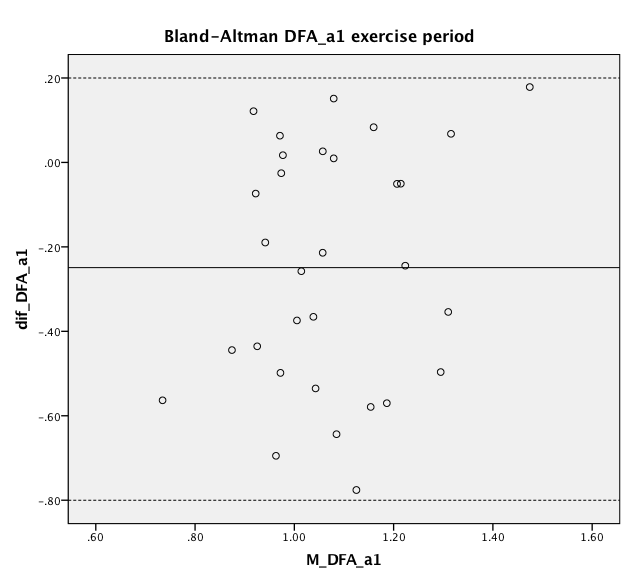 Bland-Altman DFA_a1 exercise period
dif_DFA_a1
.20
.00
-.20
-.40
-.60
-.80
.60 .80 1.00 1.20 1.40 1.60
M_DFA_a1